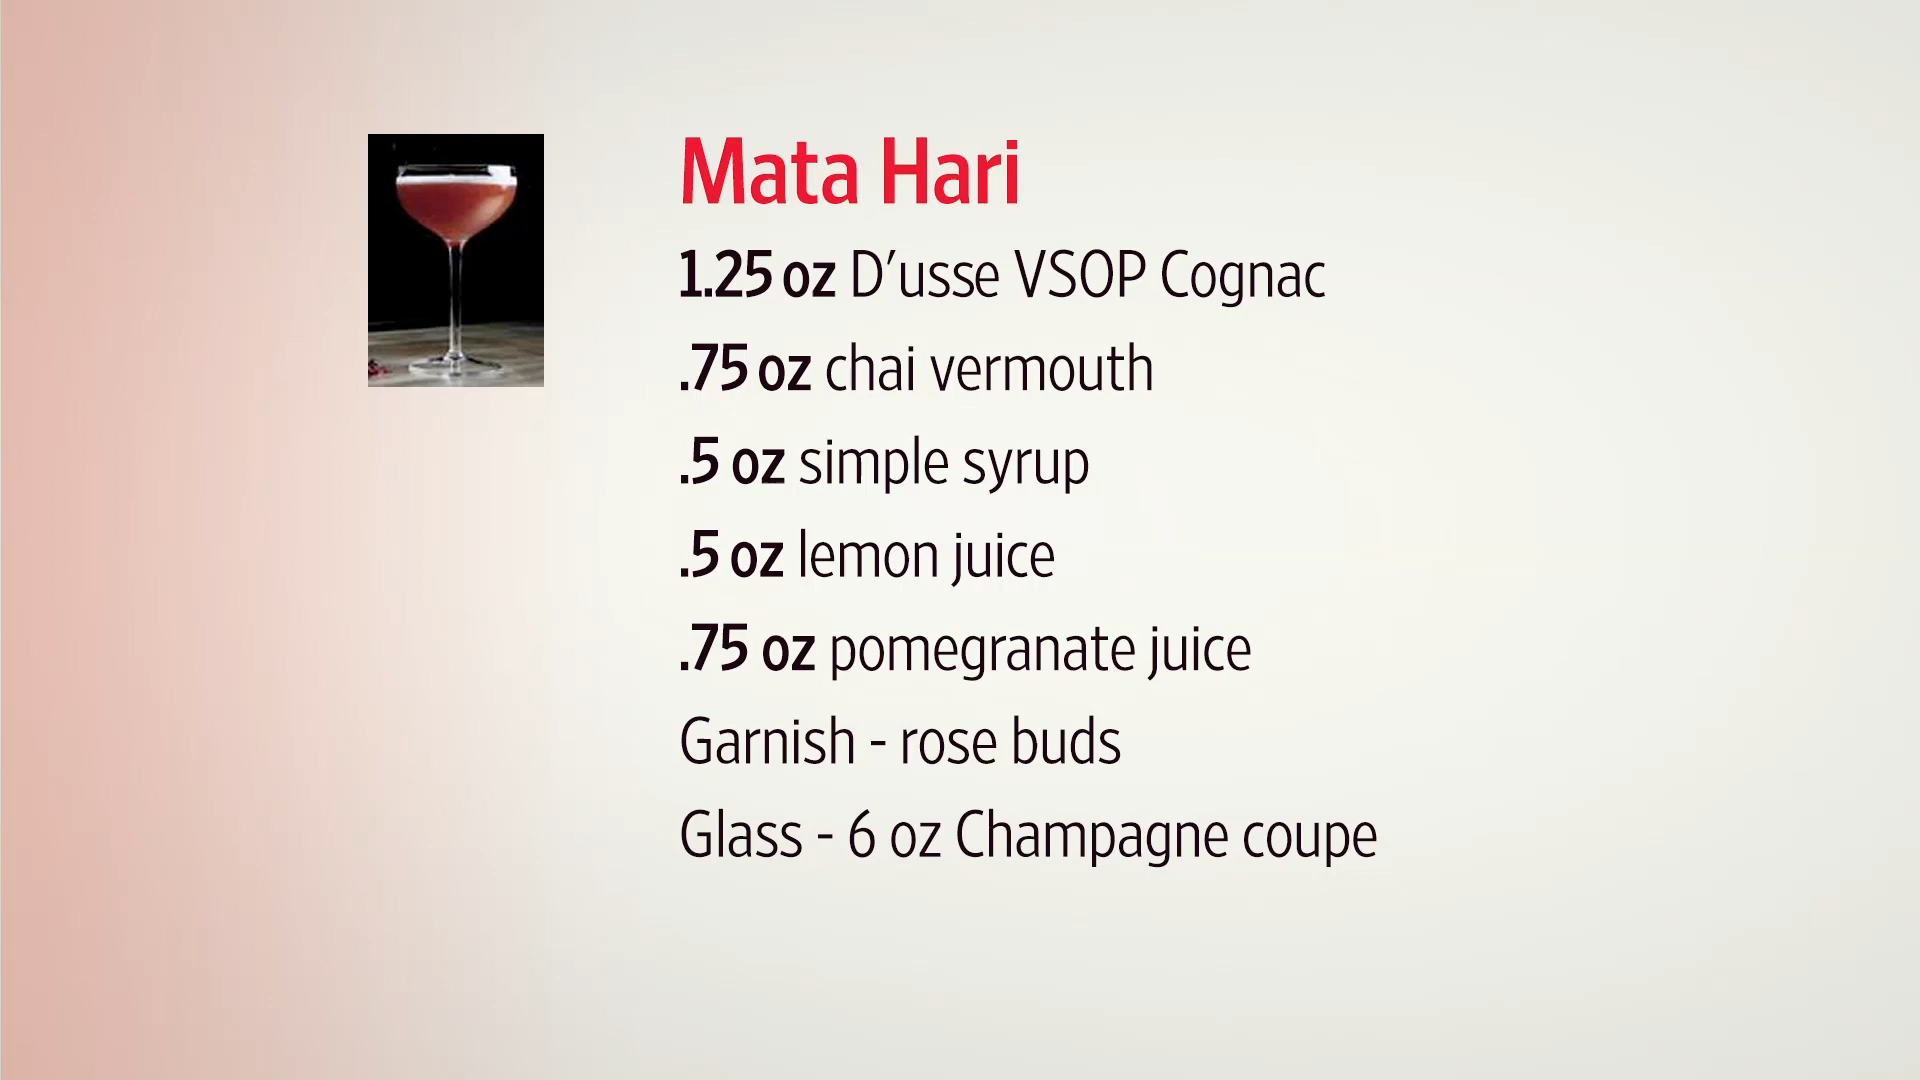 Mata Hari
1.25 oz D'usse VSOP Cognac
.75 oz chai vermouth
.5 oz simple syrup
.5 oz lemon juice
.75 oz pomegranate juice
Garnish - rose buds
Glass - 6 oz Champagne coupe